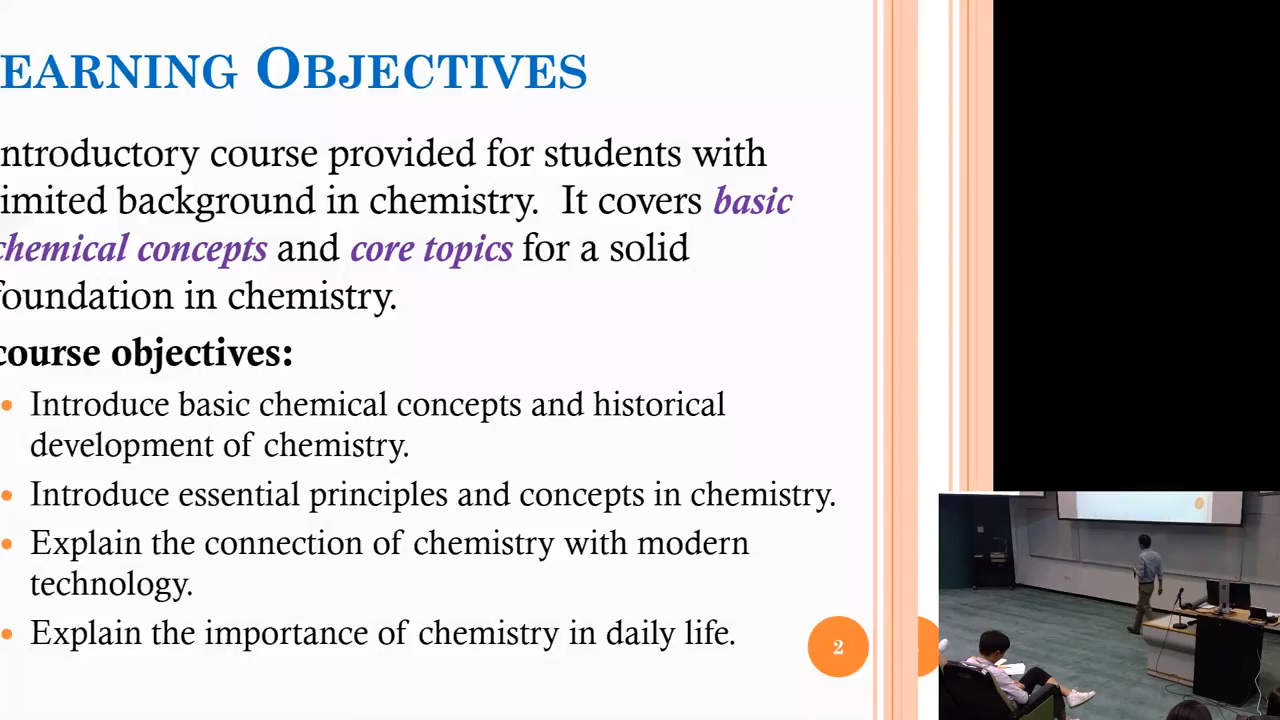 EARNING OBJECTIVES
ntroductory course provided for students with
imited background in chemistry. It covers basic
chemical concepts and core topics for a solid
foundation in chemistry.
course objectives:
• Introduce basic chemical concepts and historical
development of chemistry.
• Introduce essential principles and concepts in chemistry.
• Explain the connection of chemistry with modern
technology.
• Explain the importance of chemistry in daily life.
2